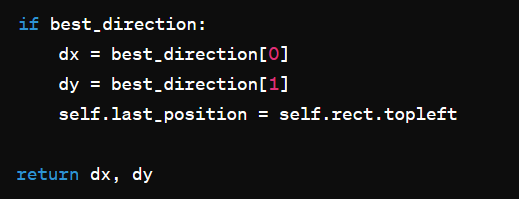 if best_direction:
    dx = best_direction[0]
    dy = best_direction[1]
    self.last_position = self.rect.topleft
return dx, dy